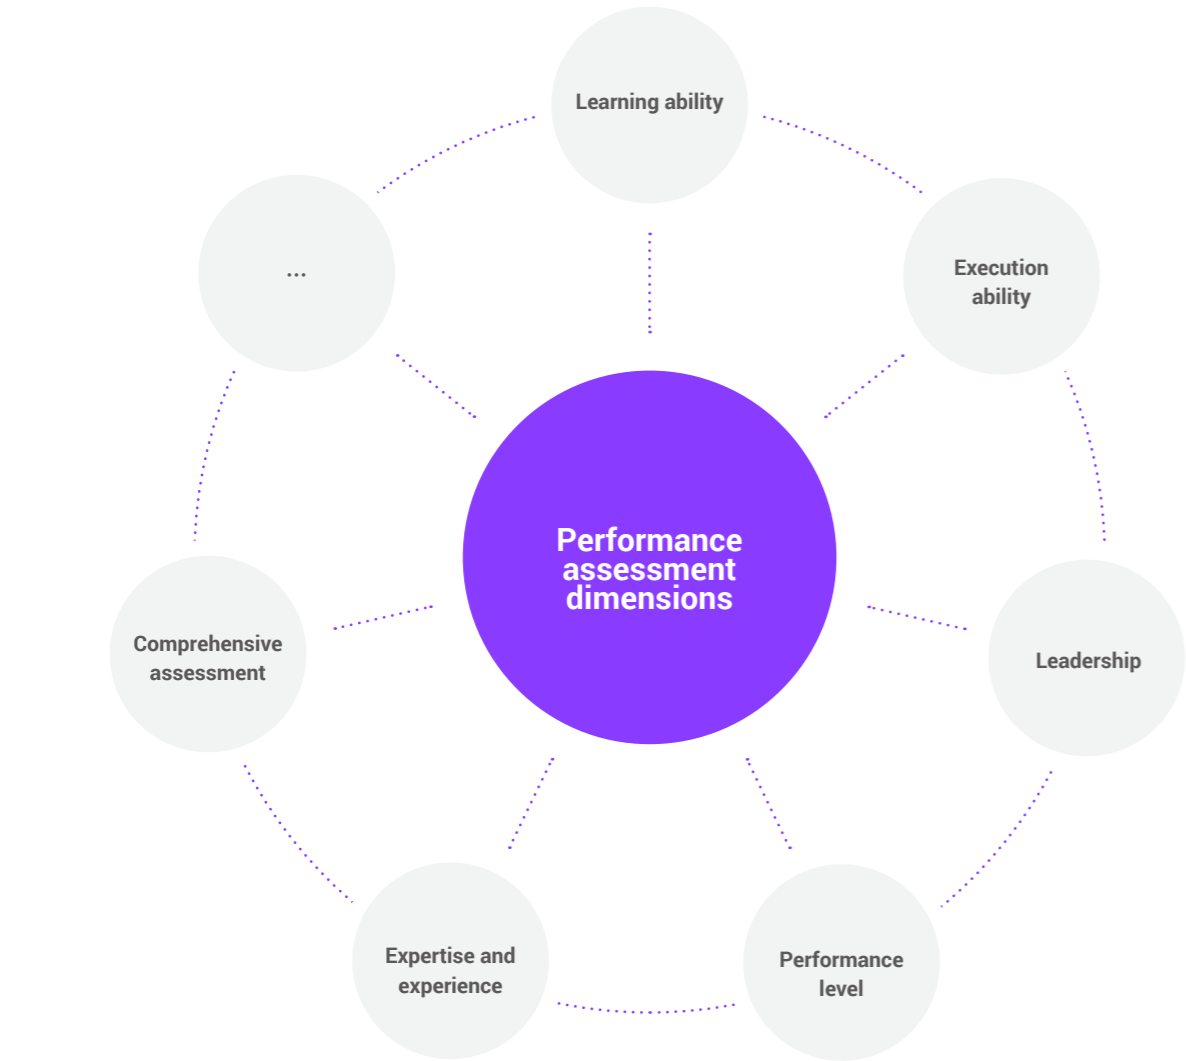 Learning ability
...
Execution
ability
Performance
assessment
dimensions
Comprehensive
assessment
Leadership
Expertise and
experience
Performance
level